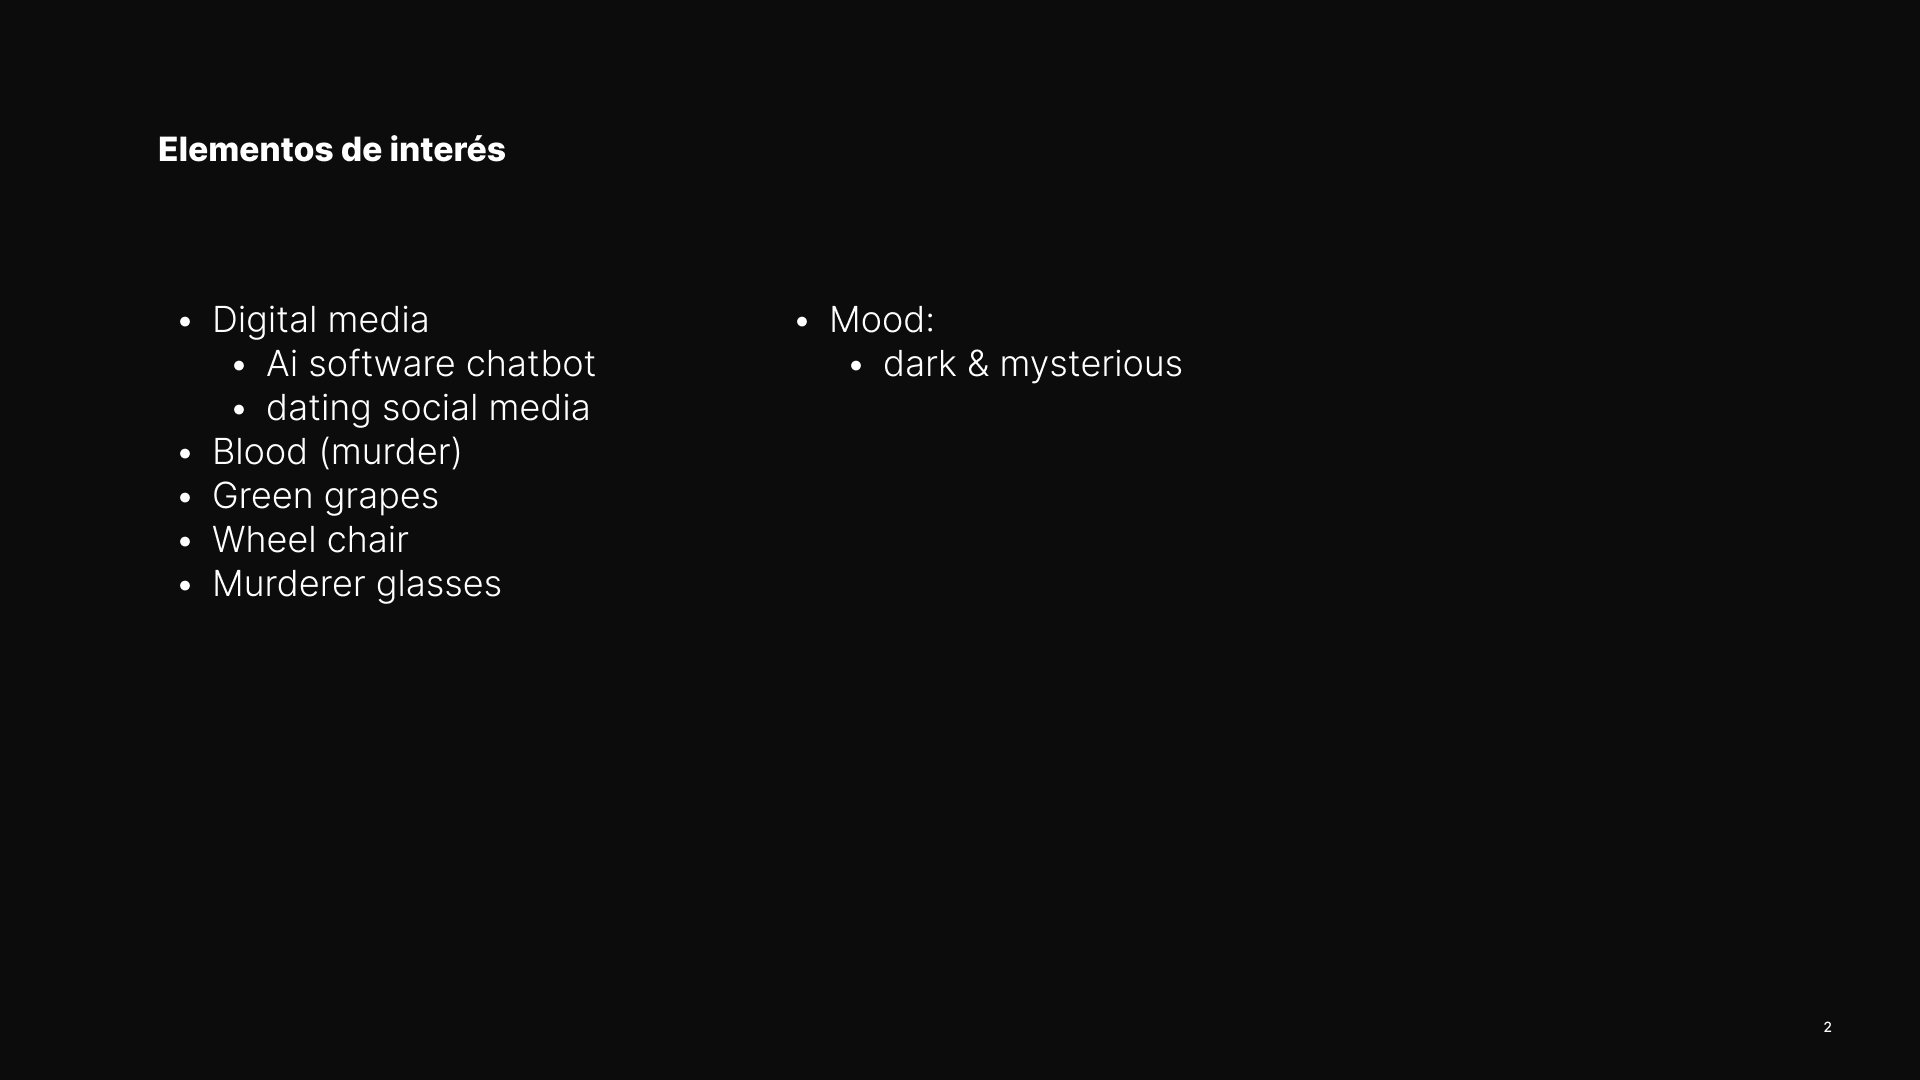 Elementos de interés
• Digital media
• Ai software chatbot
• dating social media
• Blood (murder)
• Green grapes
• Wheel chair
• Murderer glasses
• Mood:
• dark & mysterious
2